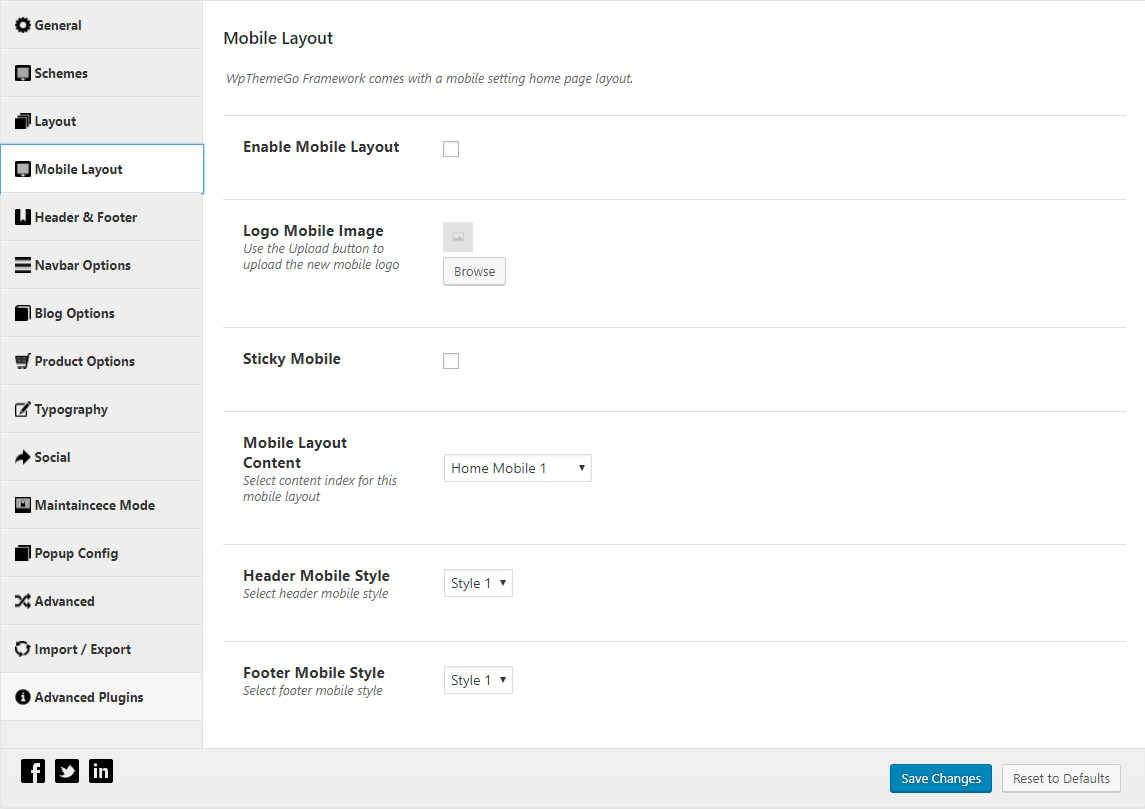 General
Schemes
Layout
Mobile Layout
Header & Footer
Navbar Options
Blog Options
Product Options
Typography
Social
Maintaincece Mode
Popup Config
Advanced
Import / Export
Advanced Plugins
Mobile Layout
WpThemeGo Framework comes with a mobile setting home page layout.
Enable Mobile Layout
Logo Mobile Image
Use the Upload button to
upload the new mobile logo
Browse
Sticky Mobile
Mobile Layout
Content
Select content index for this
mobile layout
Home Mobile 1
Header Mobile Style
Select header mobile style
Style 1
Footer Mobile Style
Select footer mobile style
Style 1
Save Changes
Reset to Defaults